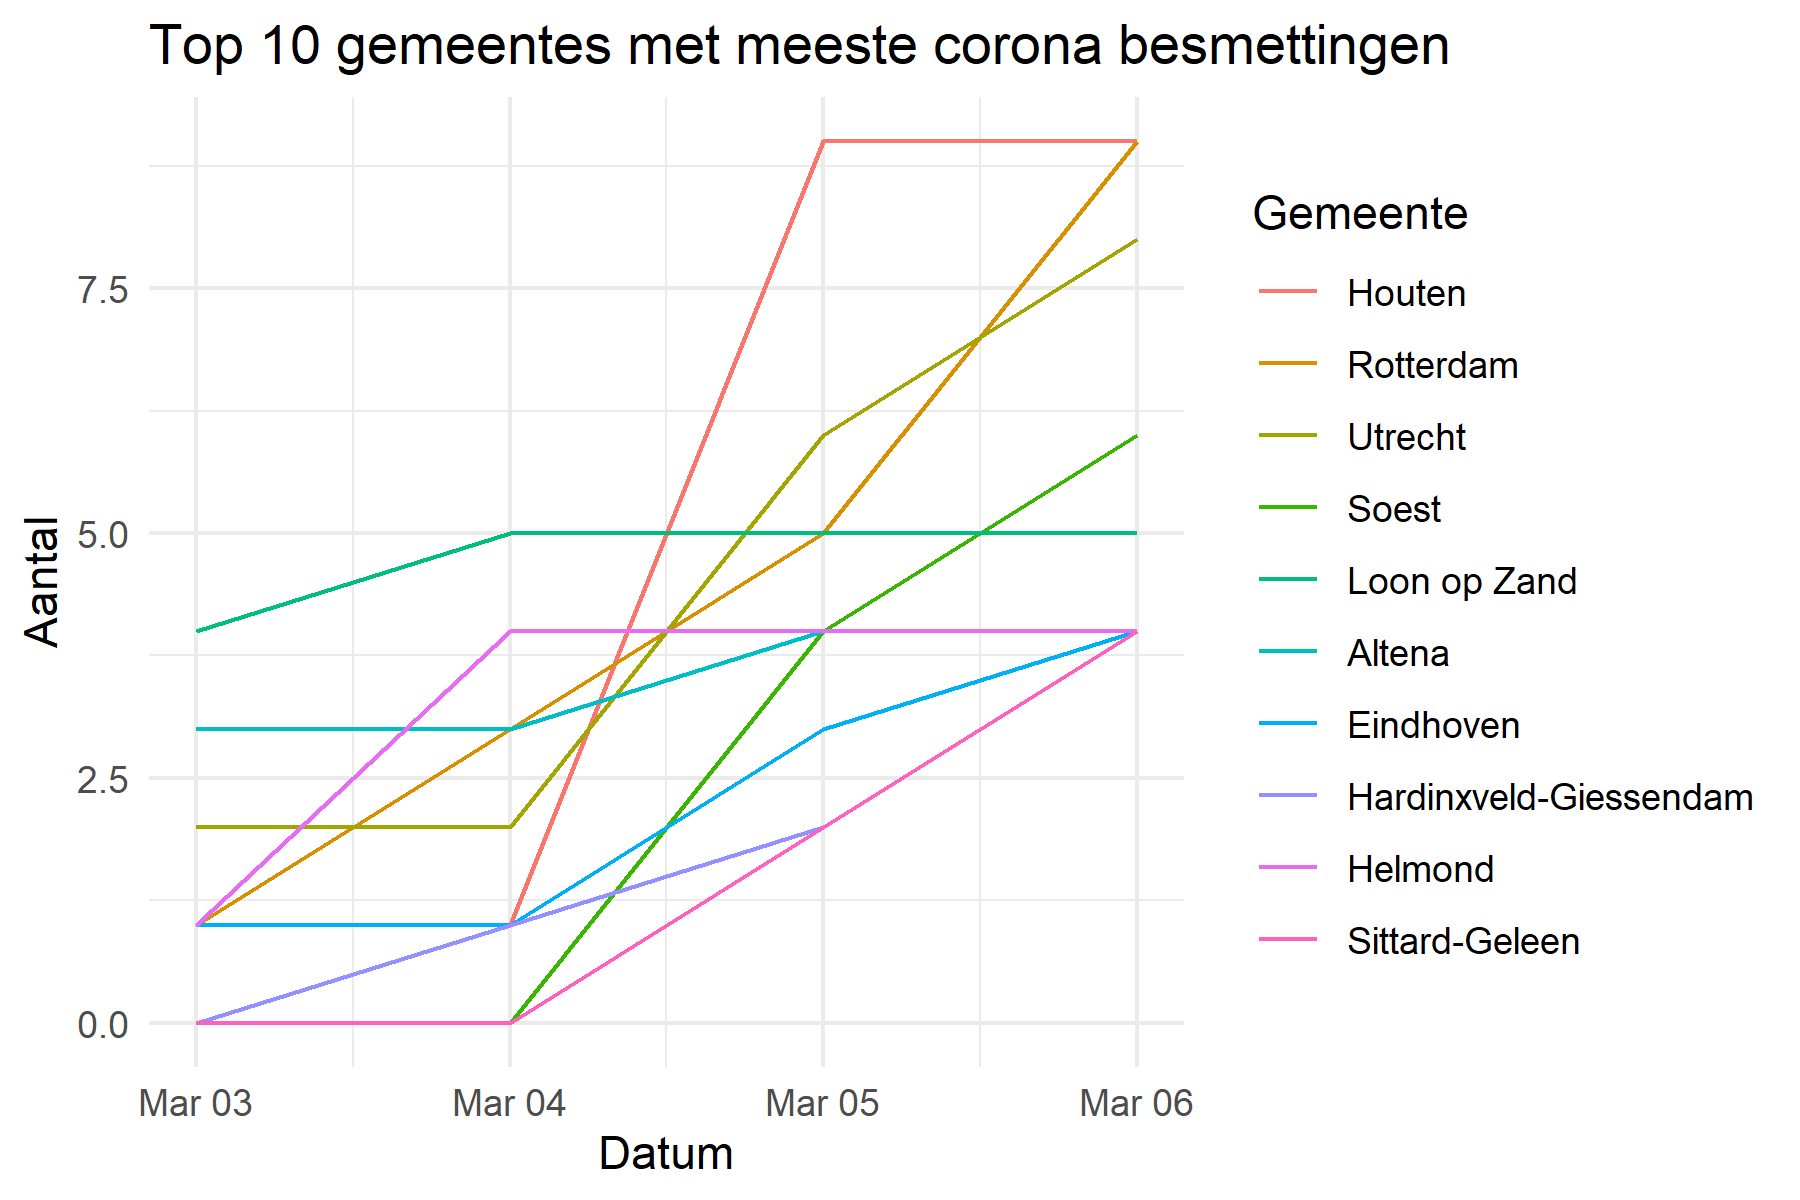 Top 10 gemeentes met meeste corona besmettingen
Aantal
7.5
5.0
2.5
0.0
Mar 03
Mar 04
Mar 05
Mar 06
Datum
Gemeente
Houten
Rotterdam
Utrecht
Soest
Loon op Zand
Altena
Eindhoven
Hardinxveld-Giessendam
Helmond
Sittard-Geleen